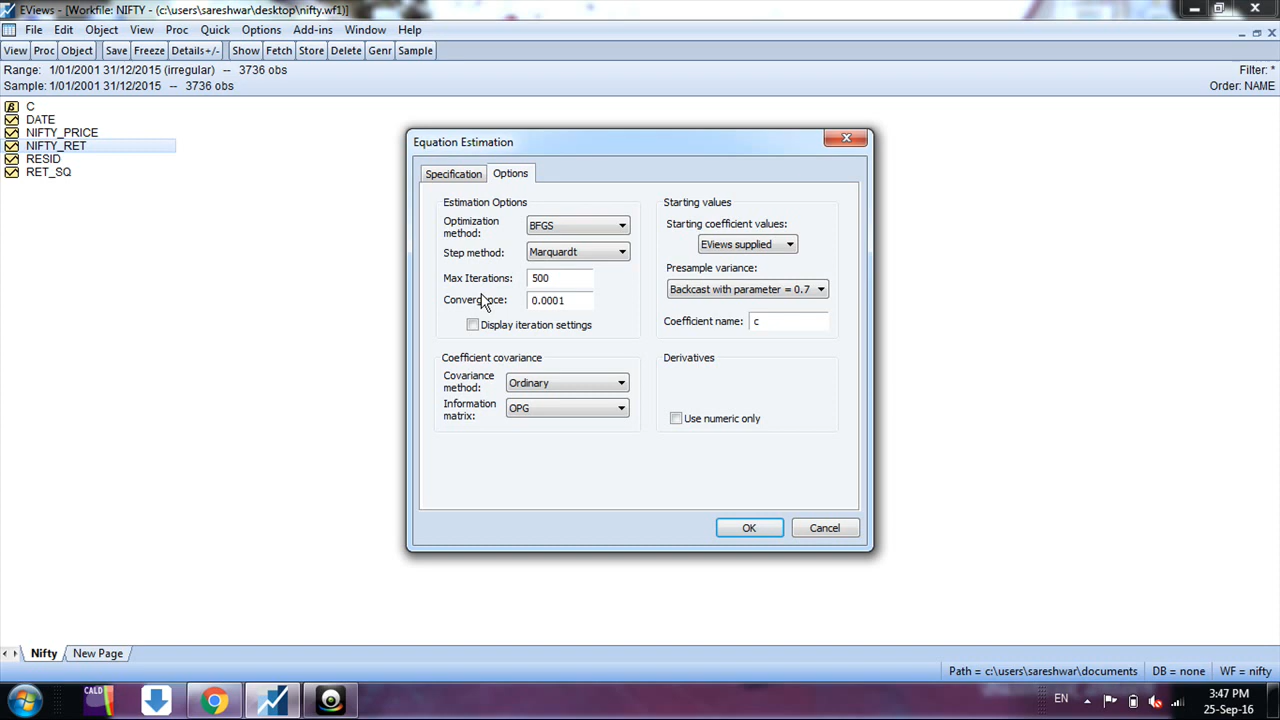 EViews - [Workfile: NIFTY - (c:\users\sareshwar\desktop\nifty.wf1)]
File Edit Object View Proc Quick Options Add-ins Window Help
View Proc Object Save Freeze Details+/- Show Fetch Store Delete Genr Sample
Range: 1/01/2001 31/12/2015 (irregular) -- 3736 obs Filter: *
Sample: 1/01/2001 31/12/2015 -- 3736 obs Order: NAME
β C
DATE
NIFTY_PRICE
NIFTY_RET
RESID
RET_SQ
Equation Estimation
Specification Options
Estimation Options
Optimization method: BFGS
Step method: Marquardt
Max Iterations: 500
Convergence: 0.0001
Display iteration settings
Starting values
Starting coefficient values:
EViews supplied
Presample variance:
Backcast with parameter = 0.7
Coefficient name: c
Coefficient covariance
Covariance method: Ordinary
Information matrix: OPG
Derivatives
Use numeric only
OK Cancel
Nifty New Page
Path = c:\users\sareshwar\documents DB = none WF = nifty
CALD
EN
3:47 PM
25-Sep-16